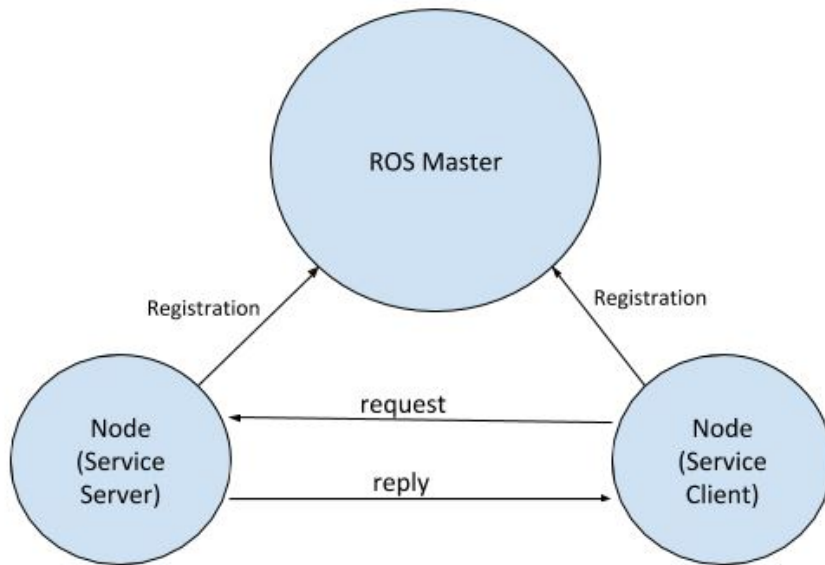 ROS Master
Registration
Registration
request
Node
(Service
Server)
reply
Node
(Service
Client)